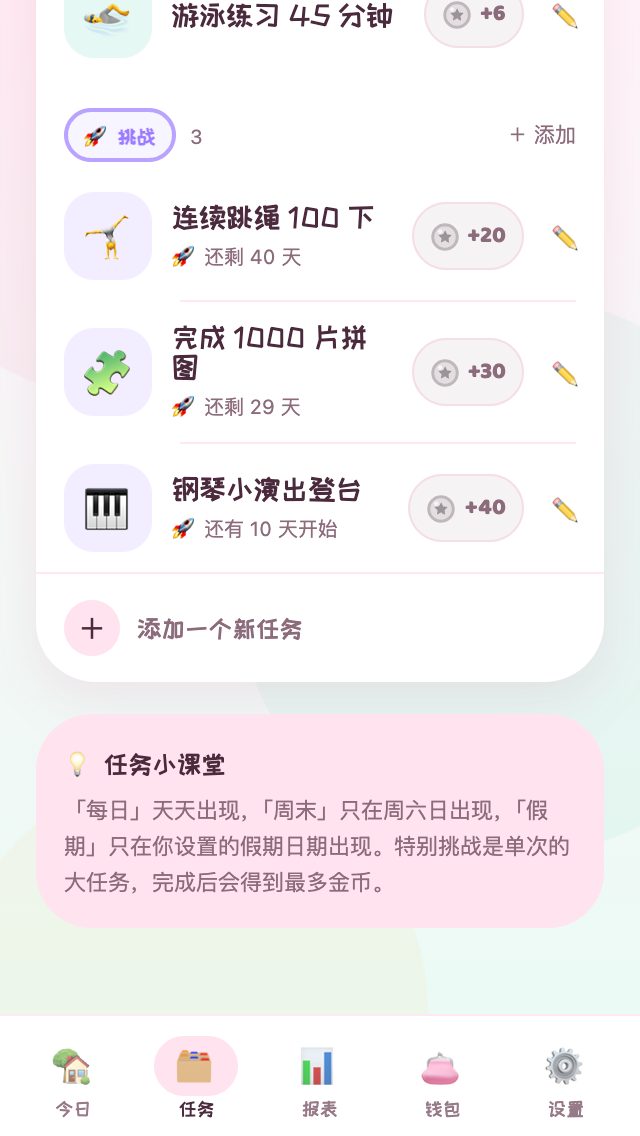 游泳练习 45 分钟
+6
挑战
3
+ 添加
连续跳绳 100 下
还剩 40 天
+20
完成 1000 片拼
图
还剩 29 天
+30
钢琴小演出登台
还有 10 天开始
+40
+ 添加一个新任务
任务小课堂
「每日」天天出现，「周末」只在周六日出现，「假
期」只在你设置的假期日期出现。特别挑战是单次的
大任务，完成后会得到最多金币。
今日
任务
报表
钱包
设置